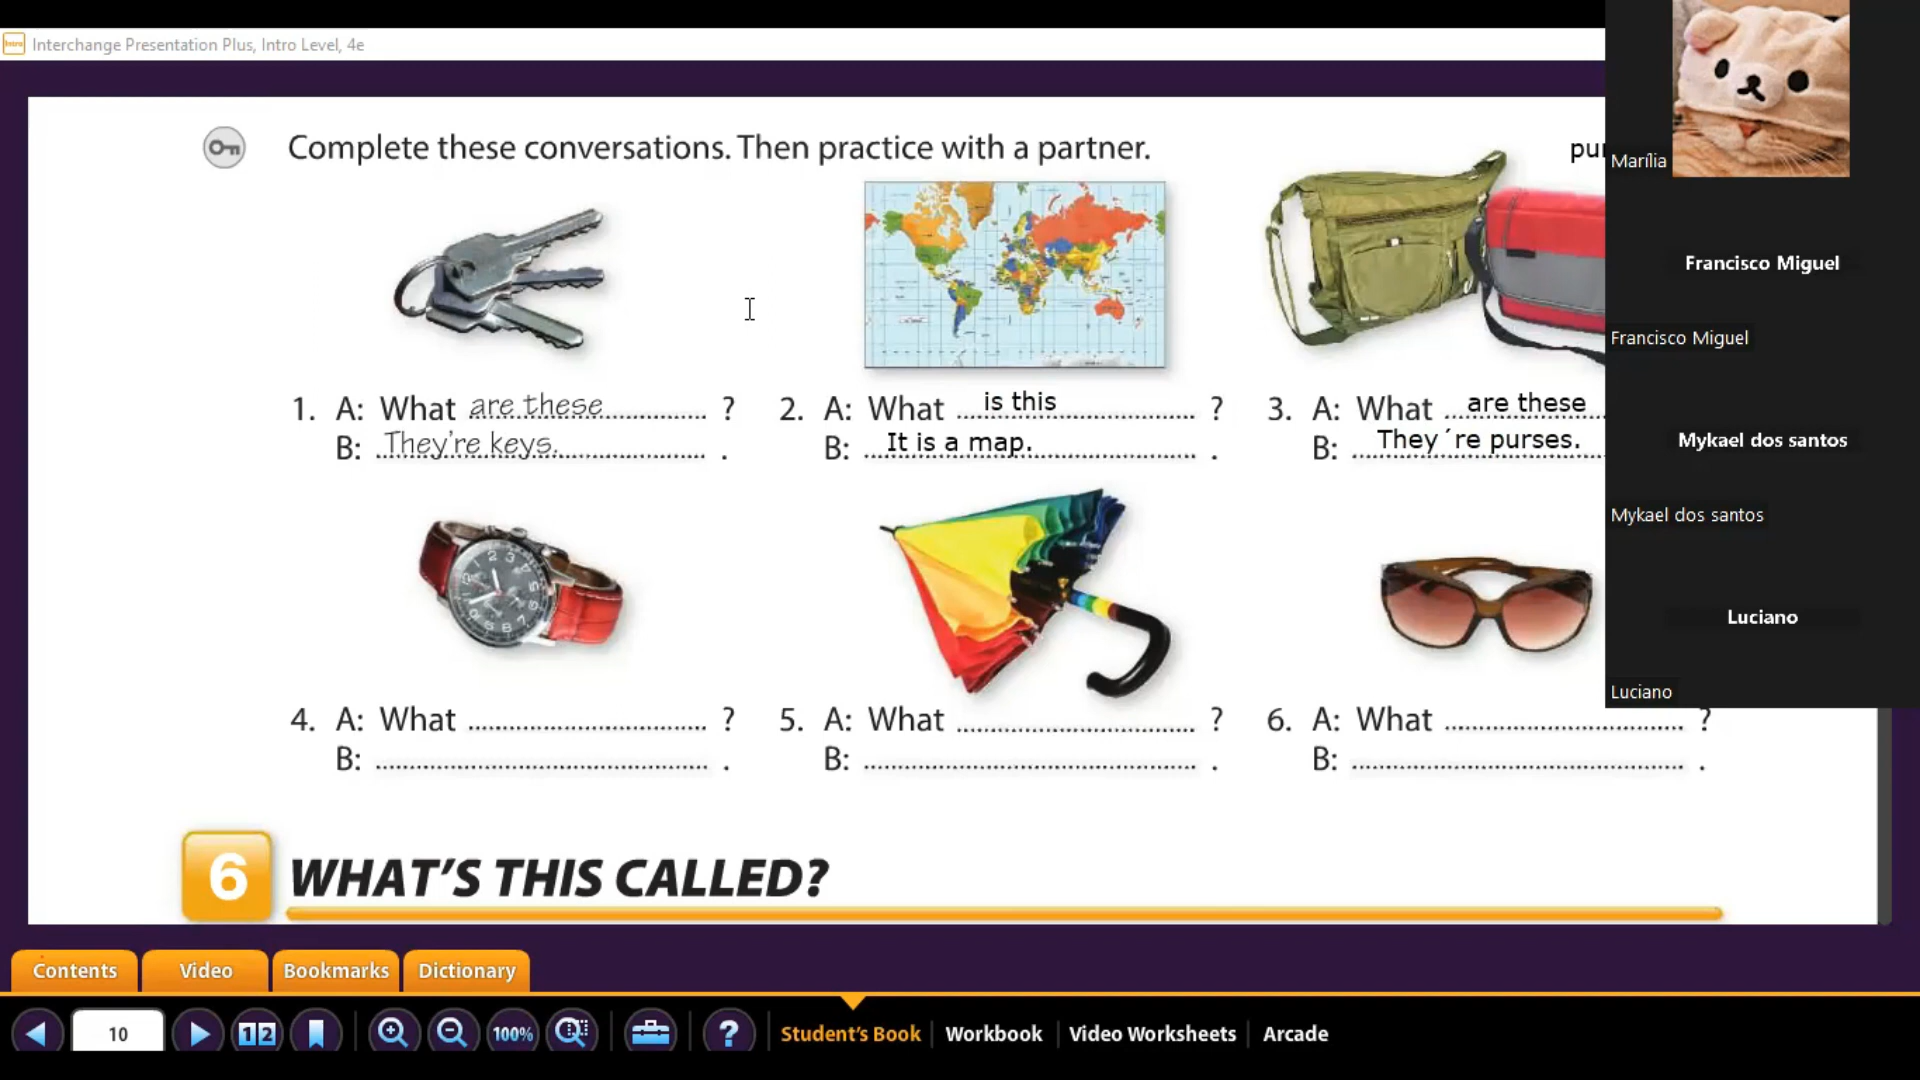 Interchange Presentation Plus, Intro Level, 4e
Complete these conversations. Then practice with a partner.
Marília
Francisco Miguel
Francisco Miguel
1. A: What are these ?
B: They're keys. .
2. A: What is this ?
B: It is a map. .
3. A: What are these
B: They´re purses.
Mykael dos santos
Mykael dos santos
Luciano
Luciano
4. A: What ?
B: .
5. A: What ?
B: .
6. A: What ?
B: .
6 WHAT'S THIS CALLED?
Contents Video Bookmarks Dictionary
10 12 100% ? Student's Book Workbook Video Worksheets Arcade